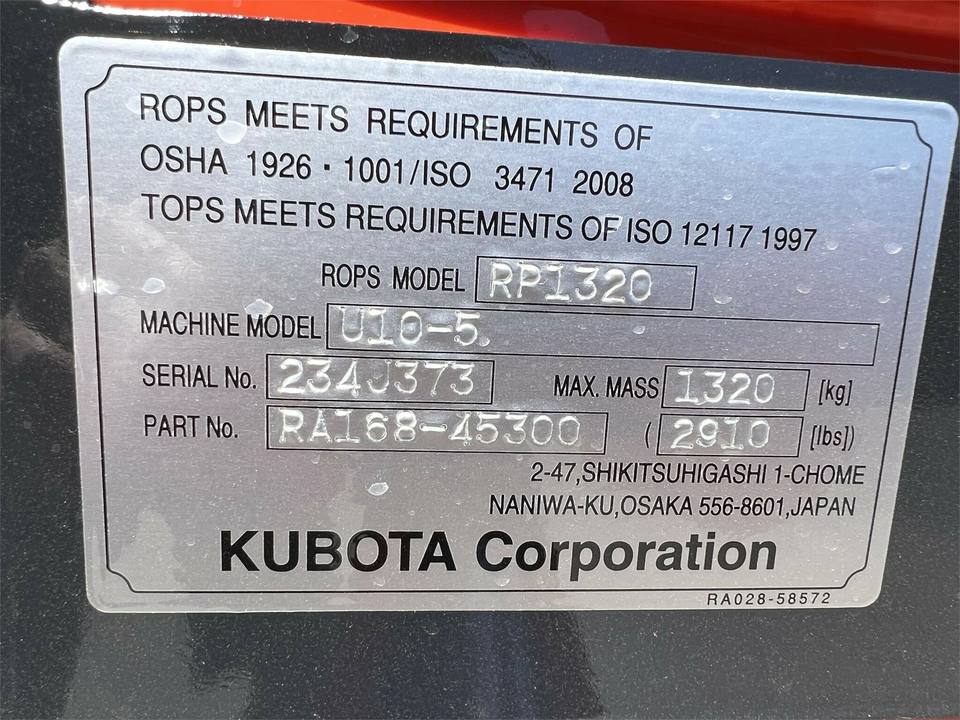 ROPS MEETS REQUIREMENTS OF
OSHA 1926・1001/ISO 3471 2008
TOPS MEETS REQUIREMENTS OF ISO 12117 1997
ROPS MODEL RP1320
MACHINE MODEL U10-5
SERIAL No. 234J373 MAX. MASS 1320 [kg]
PART No. RA168-45300 ( 2910 [lbs])
2-47,SHIKITSUHIGASHI 1-CHOME
NANIWA-KU,OSAKA 556-8601,JAPAN
KUBOTA Corporation
RA028-58572